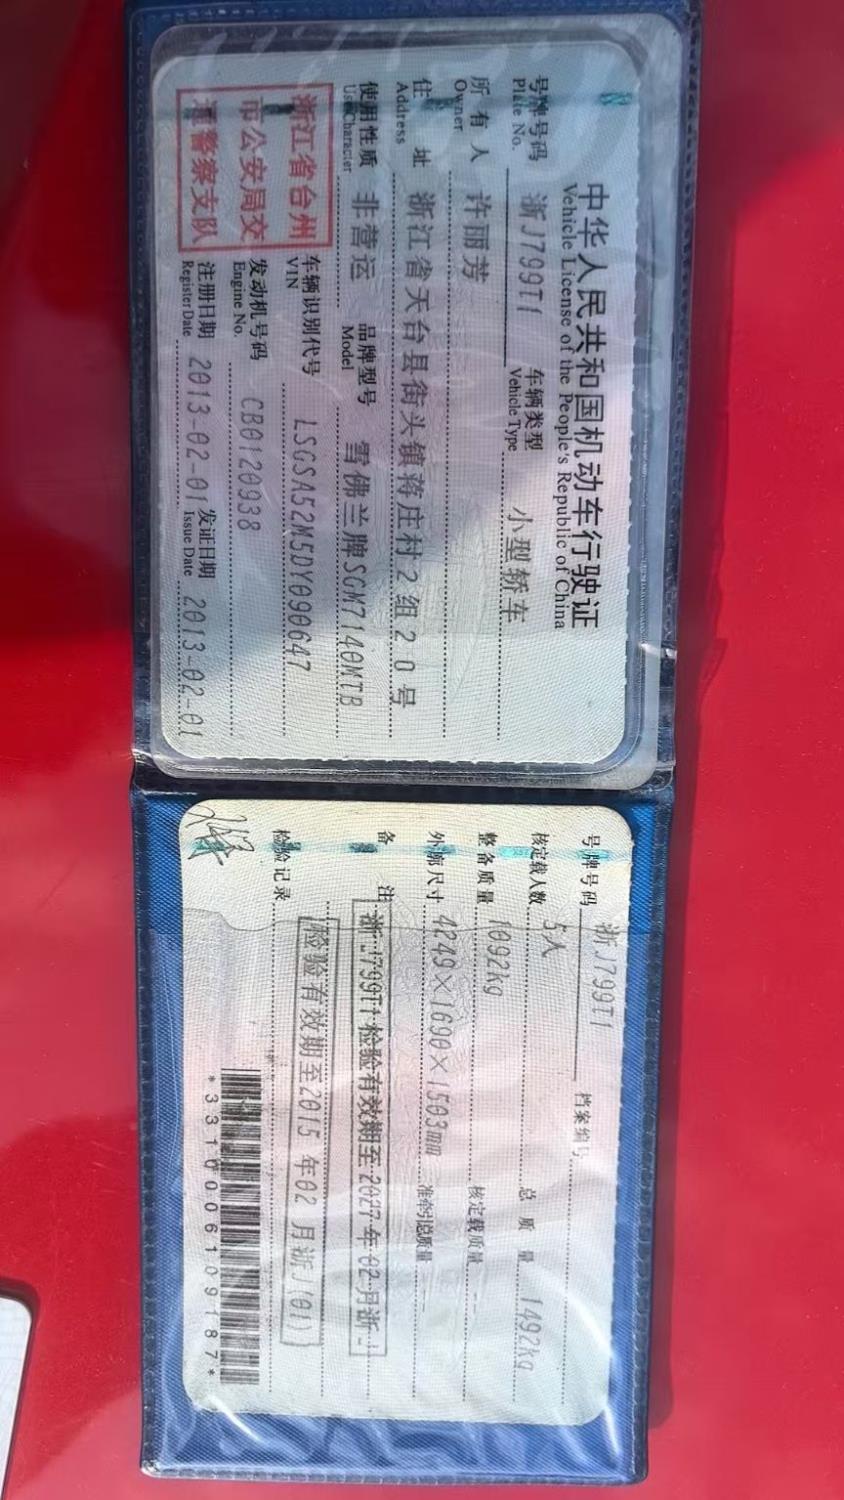 中华人民共和国机动车行驶证
Vehicle License of the People's Republic of China
号牌号码 浙J799T1 车辆类型 小型轿车
Plate No. Vehicle Type
所有人 许丽芳
Owner
住址 浙江省天台县街头镇蒋庄村2组20号
Address
使用性质 非营运 品牌型号 雪佛兰牌SGM7140MTB
Use Character Model
浙江省台州
市公安局交
通警察支队
车辆识别代号 LSGSA52M5DY090647
VIN
发动机号码 CB0120938
Engine No.
注册日期 2013-02-01 发证日期 2013-02-01
Register Date Issue Date
号牌号码 浙J799T1 档案编号
核定载人数 5人 总质量 1492kg
整备质量 1092kg 核定载质量 --
外廓尺寸 4249×1690×1503mm 准牵引总质量 --
备注 浙J799T1 检验有效期至2027年02月浙J
检验有效期至2015年02月浙J(01)
检验记录
*3310006109187*